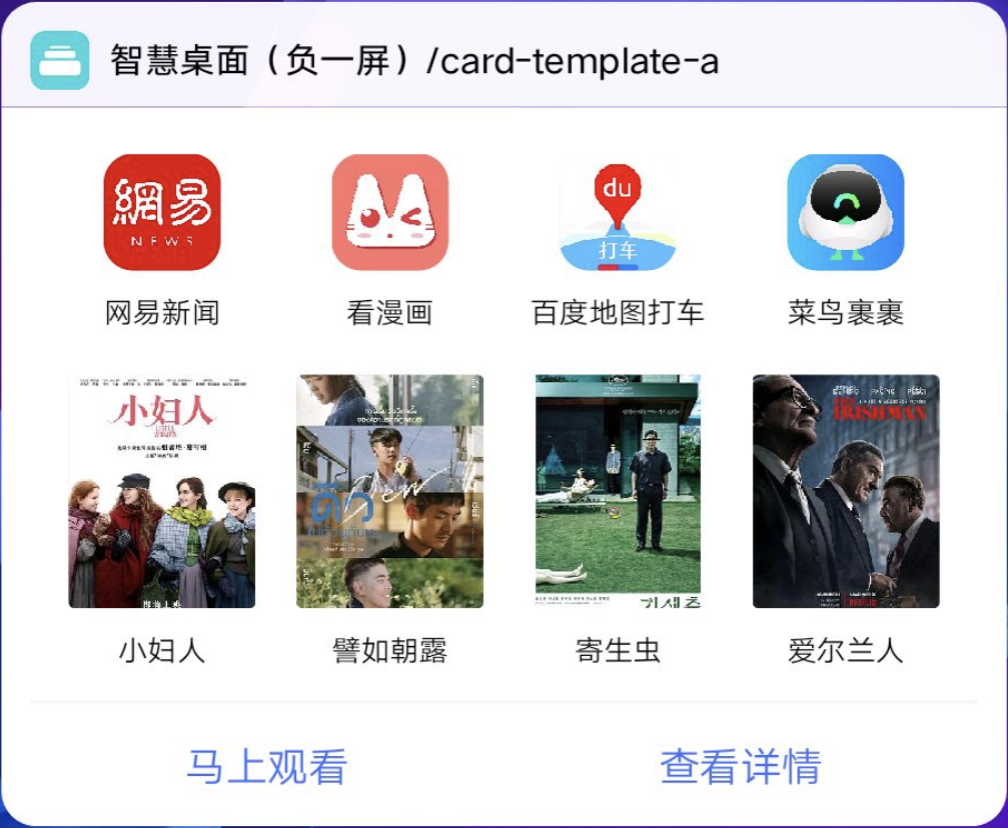 智慧桌面（负一屏）/card-template-a
網易
NEWS
du
打车
网易新闻
看漫画
百度地图打车
菜鸟裹裹
小妇人
PACINO PESCI
IRISHMAN
NETFLIX
小妇人
譬如朝露
寄生虫
爱尔兰人
马上观看
查看详情